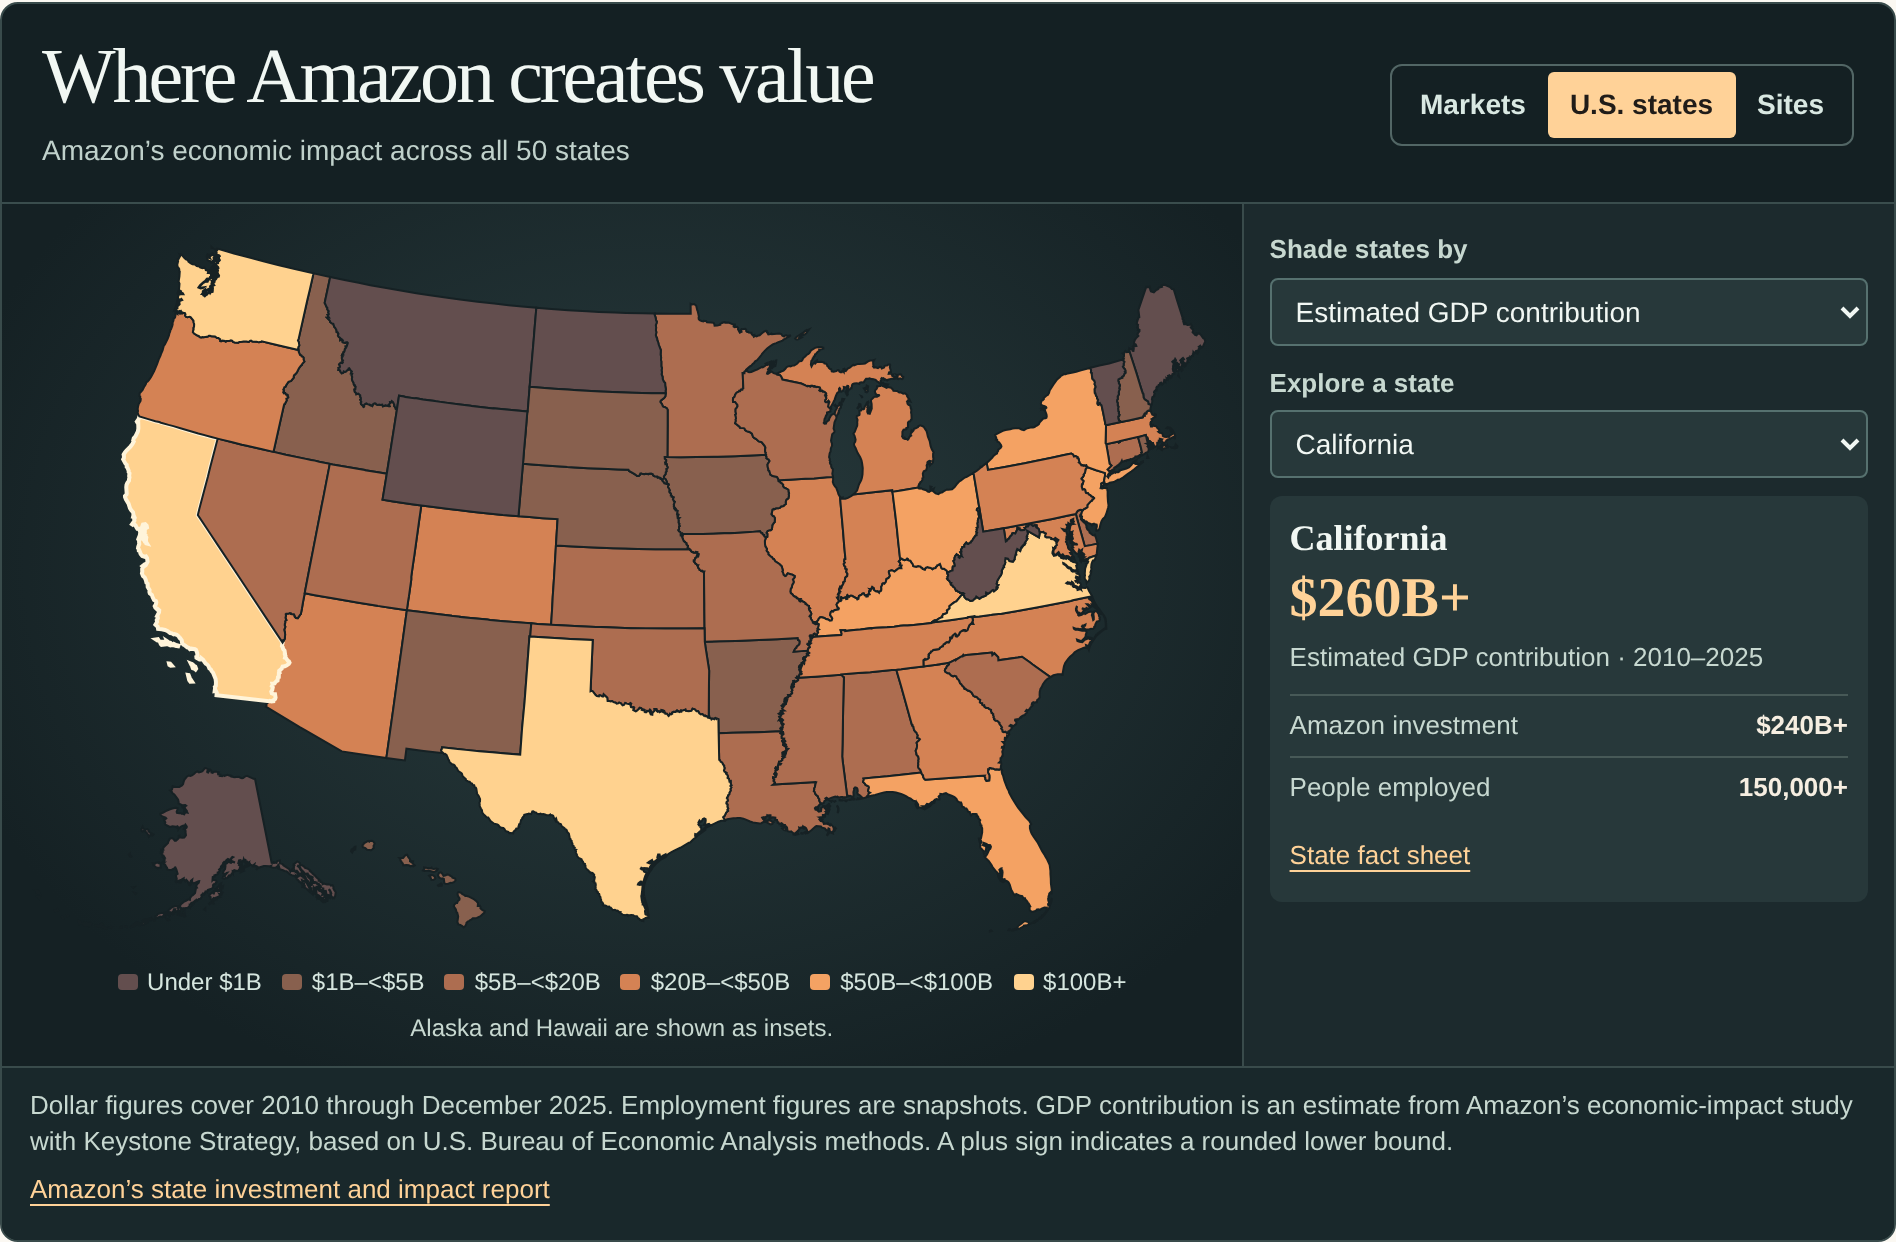 Where Amazon creates value
Amazon’s economic impact across all 50 states
Markets
U.S. states
Sites
Shade states by
Estimated GDP contribution
Explore a state
California
California
$260B+
Estimated GDP contribution · 2010–2025
Amazon investment $240B+
People employed 150,000+
State fact sheet
Under $1B
$1B–<$5B
$5B–<$20B
$20B–<$50B
$50B–<$100B
$100B+
Alaska and Hawaii are shown as insets.
Dollar figures cover 2010 through December 2025. Employment figures are snapshots. GDP contribution is an estimate from Amazon’s economic-impact study
with Keystone Strategy, based on U.S. Bureau of Economic Analysis methods. A plus sign indicates a rounded lower bound.
Amazon’s state investment and impact report